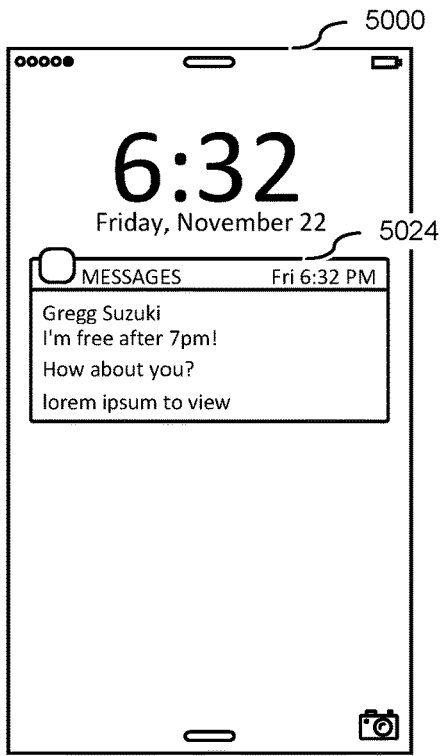 5000
6:32
Friday, November 22
5024
MESSAGES Fri 6:32 PM
Gregg Suzuki
I'm free after 7pm!
How about you?
lorem ipsum to view